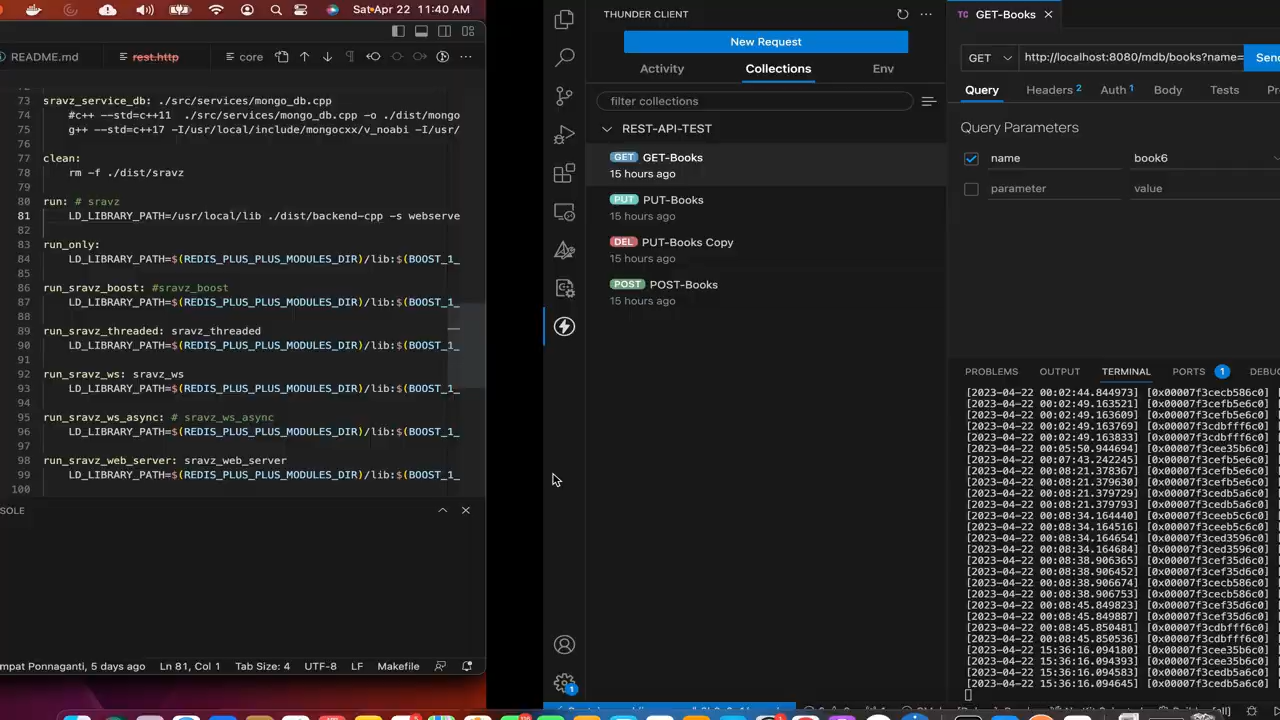 Sat Apr 22 11:40 AM
README.md
rest.http
core
73 sravz_service_db: ./src/services/mongo_db.cpp
74 #c++ --std=c++11 ./src/services/mongo_db.cpp -o ./dist/mongo
75 g++ --std=c++17 -I/usr/local/include/mongocxx/v_noabi -I/usr/
76
77 clean:
78 rm -f ./dist/sravz
79
80 run: # sravz
81 LD_LIBRARY_PATH=/usr/local/lib ./dist/backend-cpp -s webserve
82
83 run_only:
84 LD_LIBRARY_PATH=$(REDIS_PLUS_PLUS_MODULES_DIR)/lib:$(BOOST_1_
85
86 run_sravz_boost: #sravz_boost
87 LD_LIBRARY_PATH=$(REDIS_PLUS_PLUS_MODULES_DIR)/lib:$(BOOST_1_
88
89 run_sravz_threaded: sravz_threaded
90 LD_LIBRARY_PATH=$(REDIS_PLUS_PLUS_MODULES_DIR)/lib:$(BOOST_1_
91
92 run_sravz_ws: sravz_ws
93 LD_LIBRARY_PATH=$(REDIS_PLUS_PLUS_MODULES_DIR)/lib:$(BOOST_1_
94
95 run_sravz_ws_async: # sravz_ws_async
96 LD_LIBRARY_PATH=$(REDIS_PLUS_PLUS_MODULES_DIR)/lib:$(BOOST_1_
97
98 run_sravz_web_server: sravz_web_server
99 LD_LIBRARY_PATH=$(REDIS_PLUS_PLUS_MODULES_DIR)/lib:$(BOOST_1_
100
SOLE
mpat Ponnaganti, 5 days ago Ln 81, Col 1 Tab Size: 4 UTF-8 LF Makefile
THUNDER CLIENT
New Request
Activity Collections Env
filter collections
REST-API-TEST
GET GET-Books
15 hours ago
PUT PUT-Books
15 hours ago
DEL PUT-Books Copy
15 hours ago
POST POST-Books
15 hours ago
1
TC GET-Books
GET http://localhost:8080/mdb/books?name= Sen
Query Headers 2 Auth 1 Body Tests Pr
Query Parameters
name book6
parameter value
PROBLEMS OUTPUT TERMINAL PORTS 1 DEBU
[2023-04-22 00:02:44.844973] [0x00007f3cecb586c0]
[2023-04-22 00:02:49.163521] [0x00007f3cefb5e6c0]
[2023-04-22 00:02:49.163609] [0x00007f3cefb5e6c0]
[2023-04-22 00:02:49.163769] [0x00007f3cdbfff6c0]
[2023-04-22 00:02:49.163833] [0x00007f3cdbfff6c0]
[2023-04-22 00:05:50.944694] [0x00007f3cee35b6c0]
[2023-04-22 00:07:43.242245] [0x00007f3cefb5e6c0]
[2023-04-22 00:08:21.378367] [0x00007f3cefb5e6c0]
[2023-04-22 00:08:21.379630] [0x00007f3cefb5e6c0]
[2023-04-22 00:08:21.379729] [0x00007f3cedb5a6c0]
[2023-04-22 00:08:21.379793] [0x00007f3cedb5a6c0]
[2023-04-22 00:08:34.164440] [0x00007f3ceeb5c6c0]
[2023-04-22 00:08:34.164516] [0x00007f3ceeb5c6c0]
[2023-04-22 00:08:34.164654] [0x00007f3ced3596c0]
[2023-04-22 00:08:34.164684] [0x00007f3ced3596c0]
[2023-04-22 00:08:38.906365] [0x00007f3cef35d6c0]
[2023-04-22 00:08:38.906452] [0x00007f3cef35d6c0]
[2023-04-22 00:08:38.906674] [0x00007f3cecb586c0]
[2023-04-22 00:08:38.906753] [0x00007f3cecb586c0]
[2023-04-22 00:08:45.849823] [0x00007f3cef35d6c0]
[2023-04-22 00:08:45.849887] [0x00007f3cef35d6c0]
[2023-04-22 00:08:45.850481] [0x00007f3cdbfff6c0]
[2023-04-22 00:08:45.850536] [0x00007f3cdbfff6c0]
[2023-04-22 15:36:16.094180] [0x00007f3cee35b6c0]
[2023-04-22 15:36:16.094393] [0x00007f3cee35b6c0]
[2023-04-22 15:36:16.094583] [0x00007f3cedb5a6c0]
[2023-04-22 15:36:16.094645] [0x00007f3cedb5a6c0]